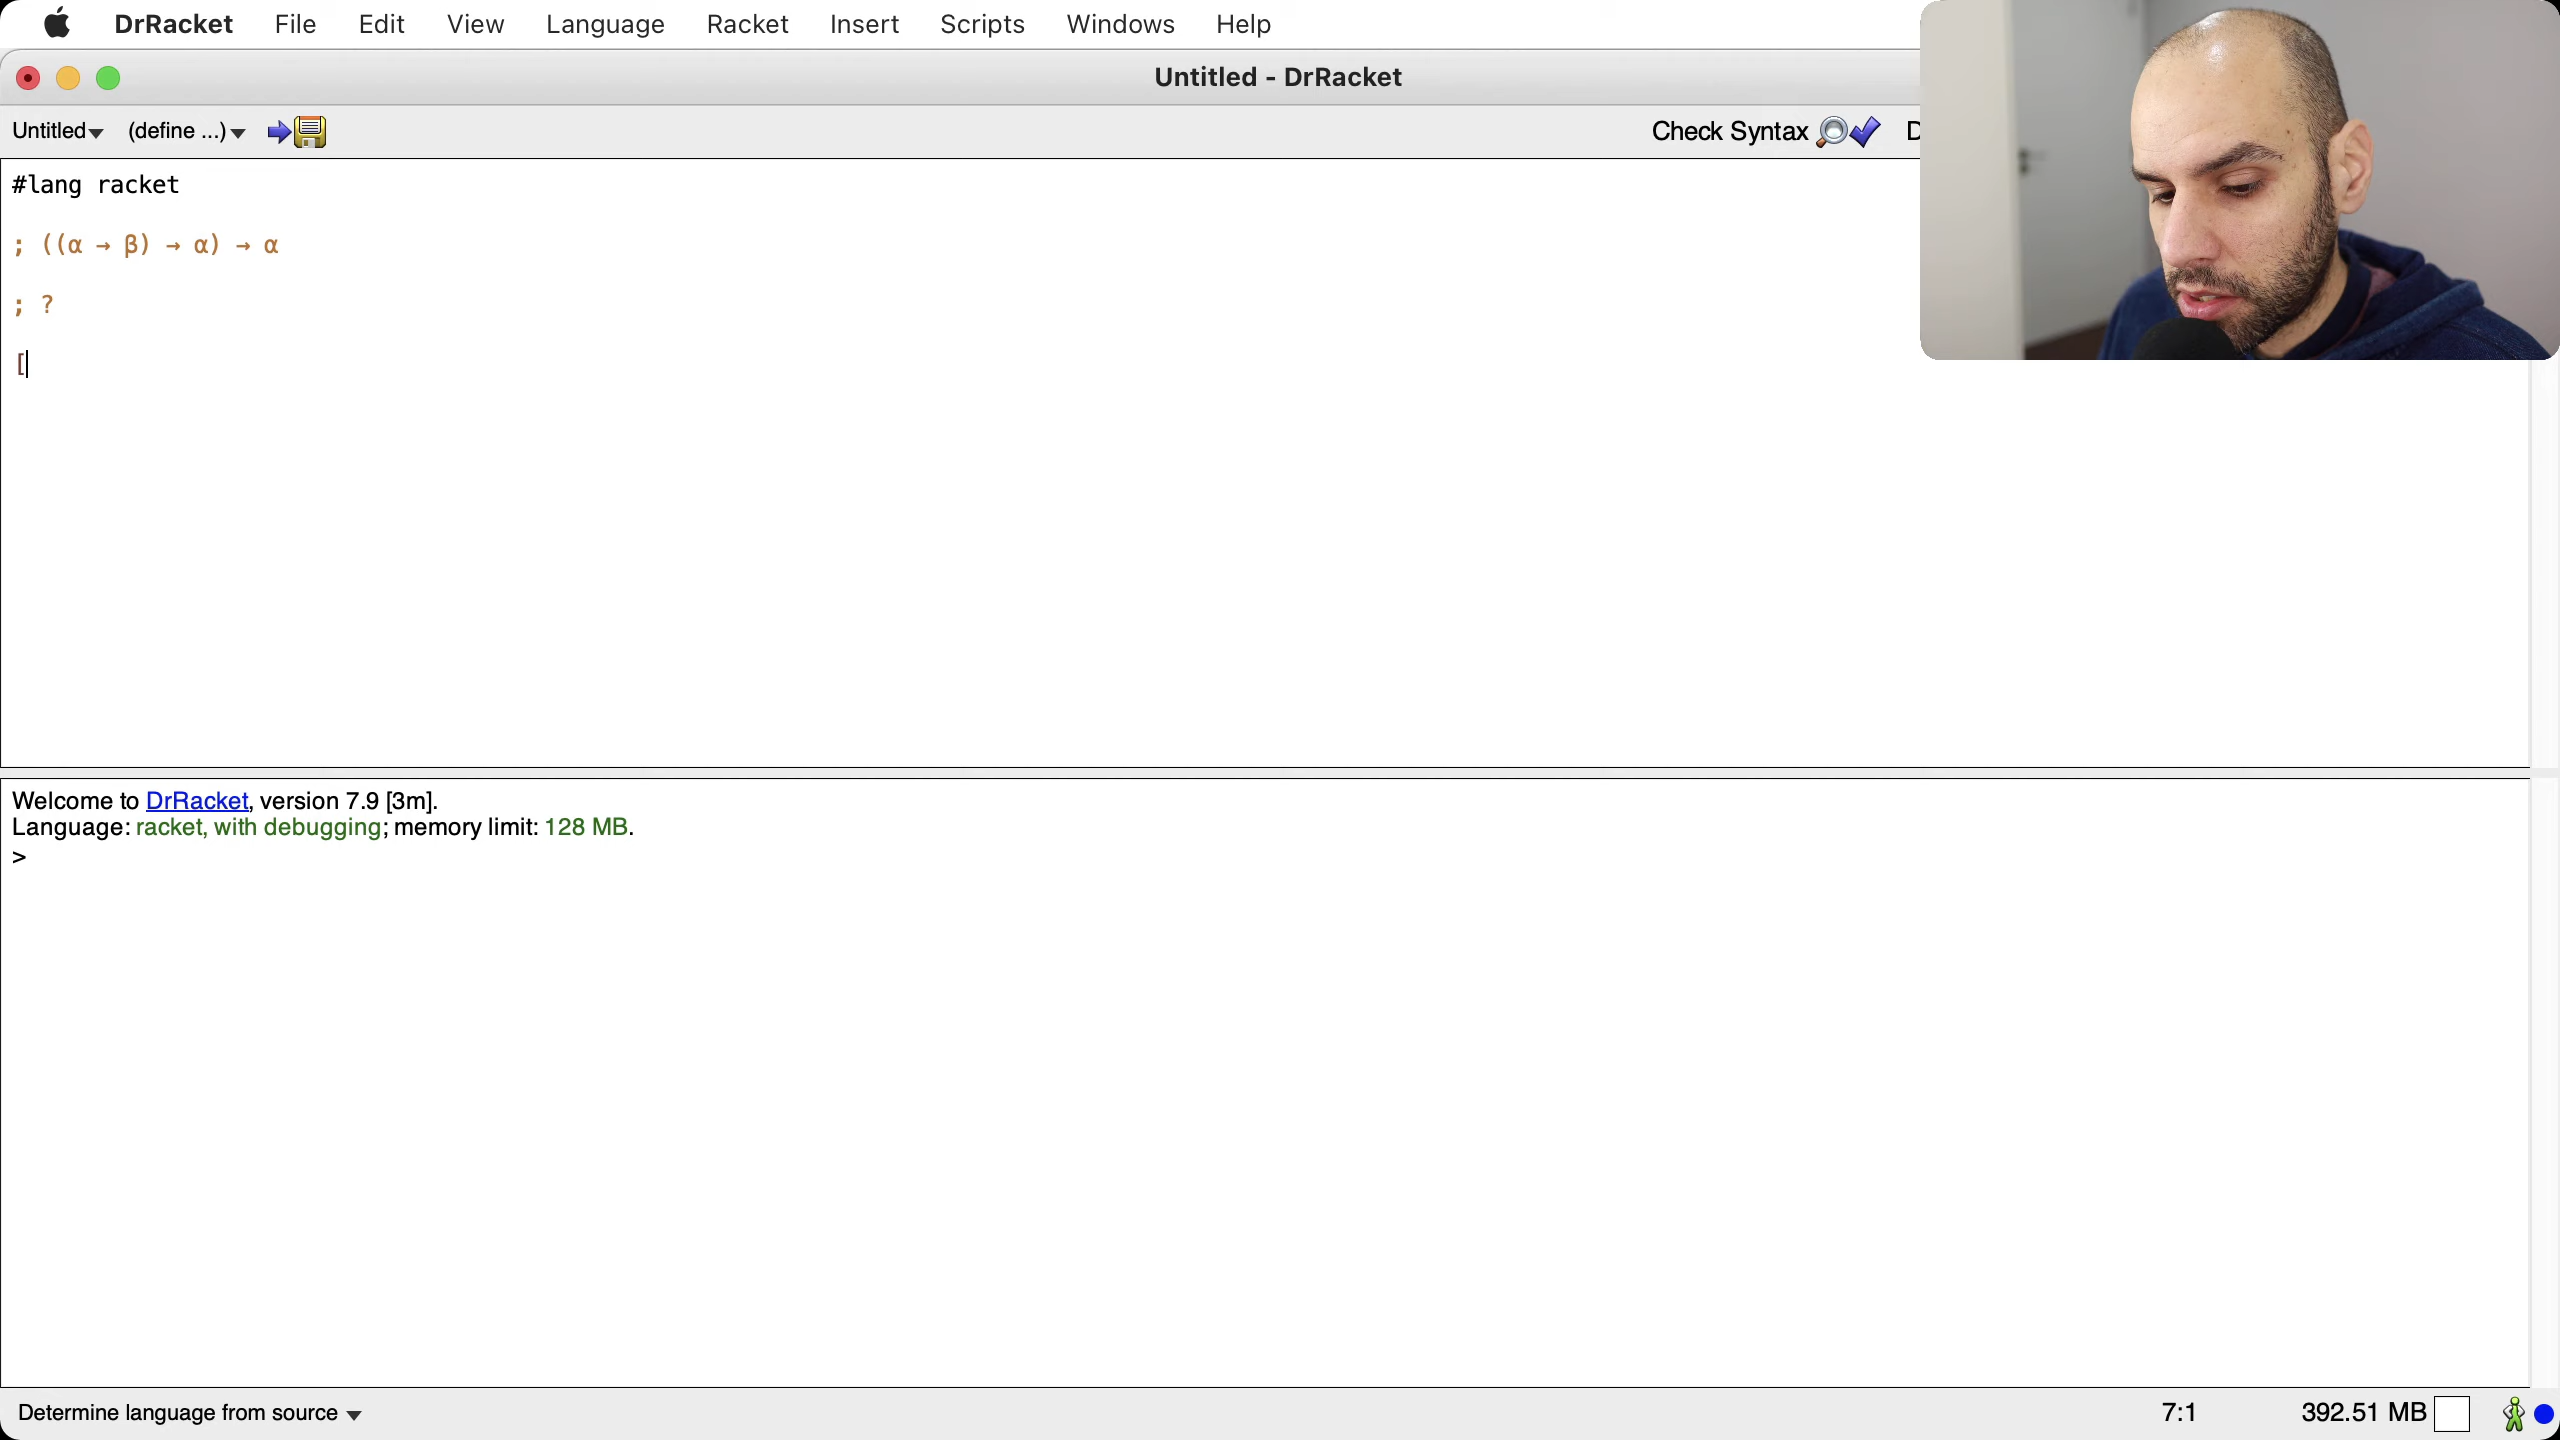 DrRacket File Edit View Language Racket Insert Scripts Windows Help
Untitled - DrRacket
Untitled (define ...) Check Syntax D
#lang racket
; ((α → β) → α) → α
; ?
[
Welcome to DrRacket, version 7.9 [3m].
Language: racket, with debugging; memory limit: 128 MB.
>
Determine language from source 7:1 392.51 MB